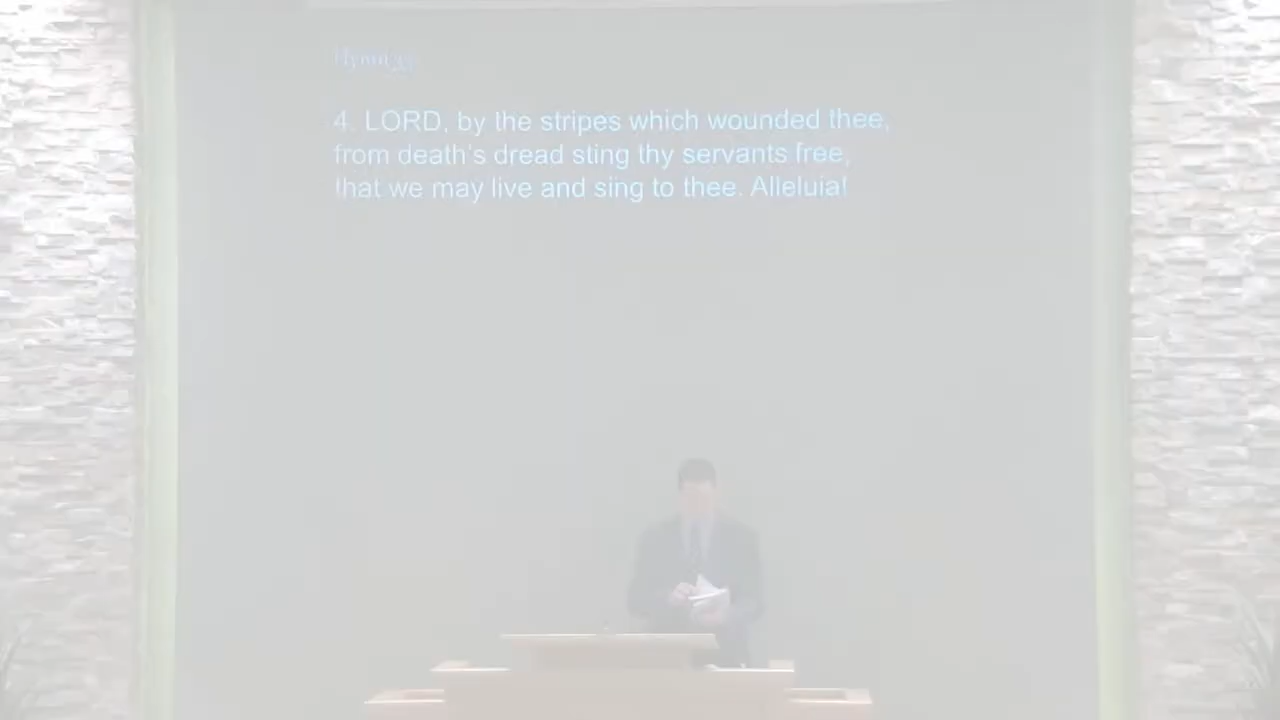 Hymn
4. LORD, by the stripes which wounded thee,
from death's dread sting thy servants free,
that we may live and sing to thee. Alleluia!